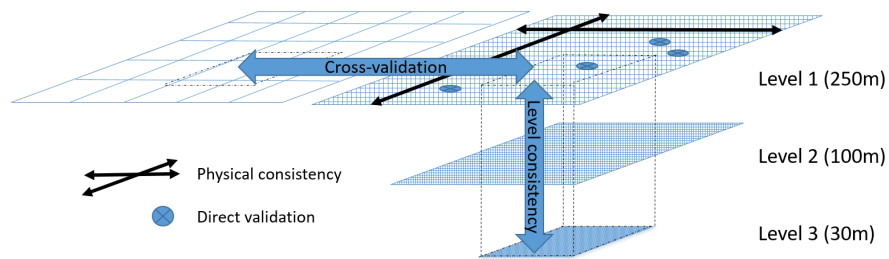 Cross-validation
Level 1 (250m)
Level consistency
Level 2 (100m)
Physical consistency
Direct validation
Level 3 (30m)